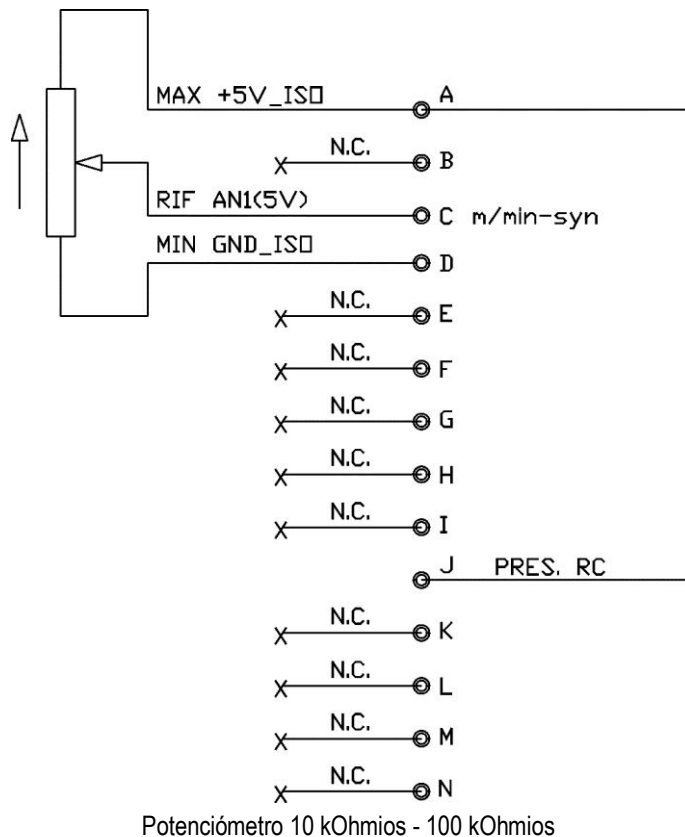 MAX +5V_ISO A
N.C. B
RIF AN1(5V) C m/min-syn
MIN GND_ISO D
N.C. E
N.C. F
N.C. G
N.C. H
N.C. I
J PRES. RC
N.C. K
N.C. L
N.C. M
N.C. N
Potenciómetro 10 kOhmios - 100 kOhmios